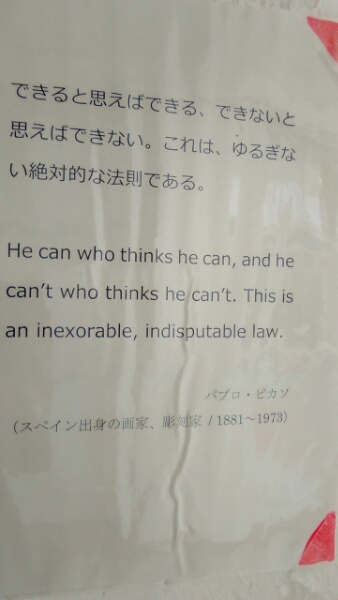 できると思えばできる、できないと
思えばできない。これは、ゆるぎな
い絶対的な法則である。
He can who thinks he can, and he
can't who thinks he can't. This is
an inexorable, indisputable law.
パブロ・ピカソ
（スペイン出身の画家、彫刻家 / 1881～1973）